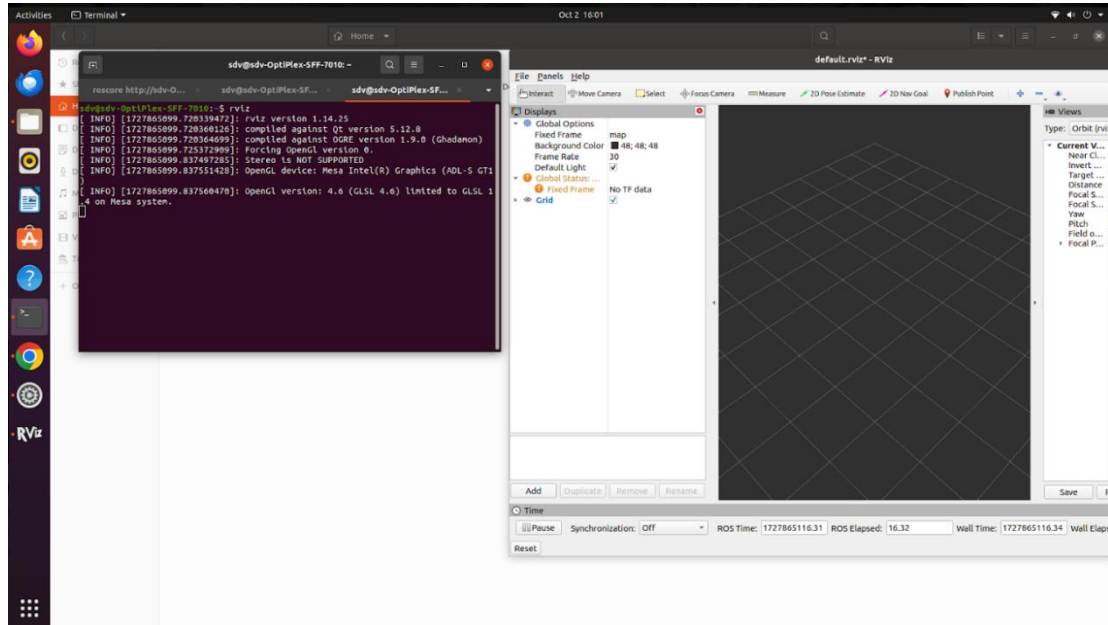 Activities
Terminal
Oct 2 16:01
Home
sdv@sdv-OptiPlex-SFF-7010: ~
roscore http://sdv-O...
sdv@sdv-OptiPlex-SF...
sdv@sdv-OptiPlex-SF...
sdv@sdv-OptiPlex-SFF-7010:~$ rviz
[ INFO] [1727865099.720339472]: rviz version 1.14.25
[ INFO] [1727865099.720360126]: compiled against Qt version 5.12.8
[ INFO] [1727865099.720364699]: compiled against OGRE version 1.9.0 (Ghadamon)
[ INFO] [1727865099.725372909]: Forcing OpenGl version 0.
[ INFO] [1727865099.837497285]: Stereo is NOT SUPPORTED
[ INFO] [1727865099.837551428]: OpenGL device: Mesa Intel(R) Graphics (ADL-S GT1
)
[ INFO] [1727865099.837560470]: OpenGl version: 4.6 (GLSL 4.6) limited to GLSL 1
.4 on Mesa system.
RViz
default.rviz* - RViz
File Panels Help
Interact Move Camera Select Focus Camera Measure 2D Pose Estimate 2D Nav Goal Publish Point
Displays
Global Options
Fixed Frame map
Background Color 48; 48; 48
Frame Rate 30
Default Light
Global Status: ...
Fixed Frame No TF data
Grid
Add Duplicate Remove Rename
Views
Type: Orbit (rvi
Current V...
Near Cl...
Invert ...
Target ...
Distance
Focal S...
Focal S...
Yaw
Pitch
Field o...
Focal P...
Save
Time
Pause Synchronization: Off ROS Time: 1727865116.31 ROS Elapsed: 16.32 Wall Time: 1727865116.34 Wall Elaps
Reset